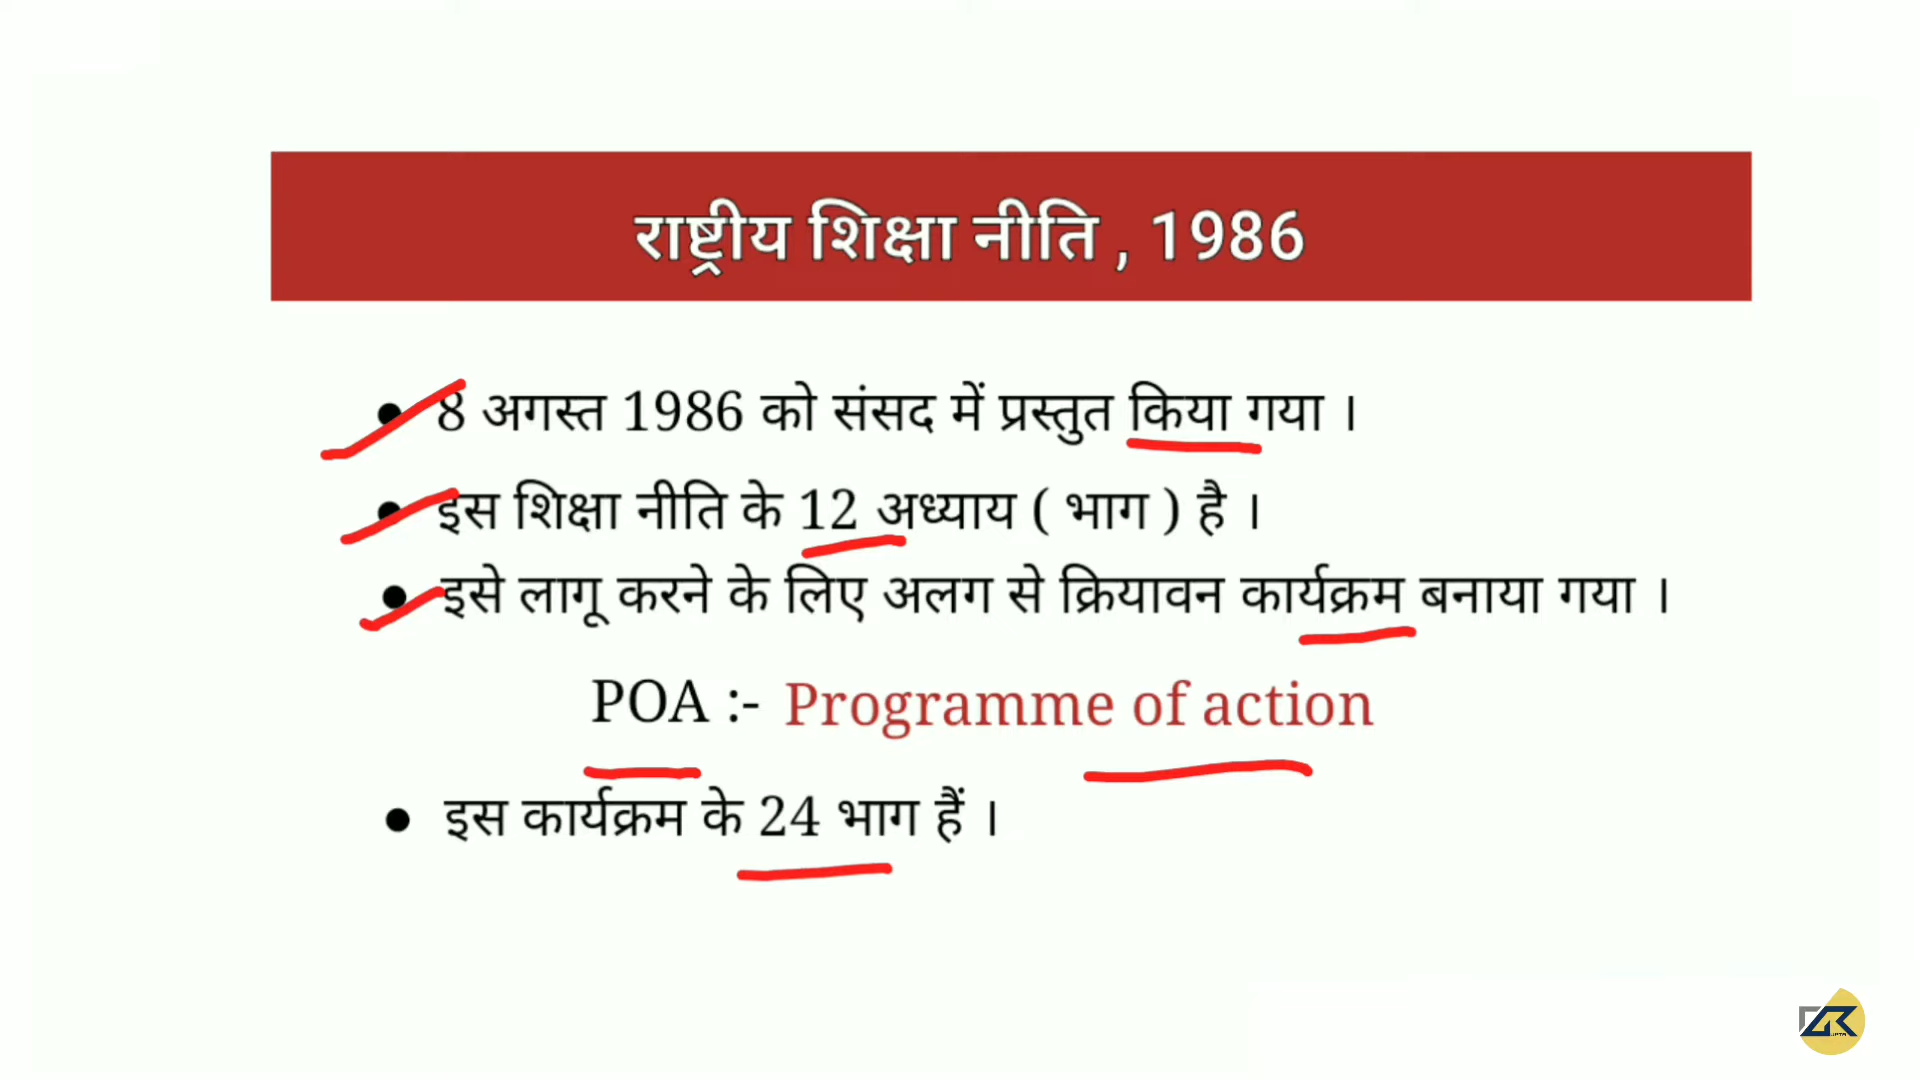 राष्ट्रीय शिक्षा नीति , 1986
● 8 अगस्त 1986 को संसद में प्रस्तुत किया गया ।
● इस शिक्षा नीति के 12 अध्याय ( भाग ) है ।
● इसे लागू करने के लिए अलग से क्रियावन कार्यक्रम बनाया गया ।
POA :- Programme of action
● इस कार्यक्रम के 24 भाग हैं ।